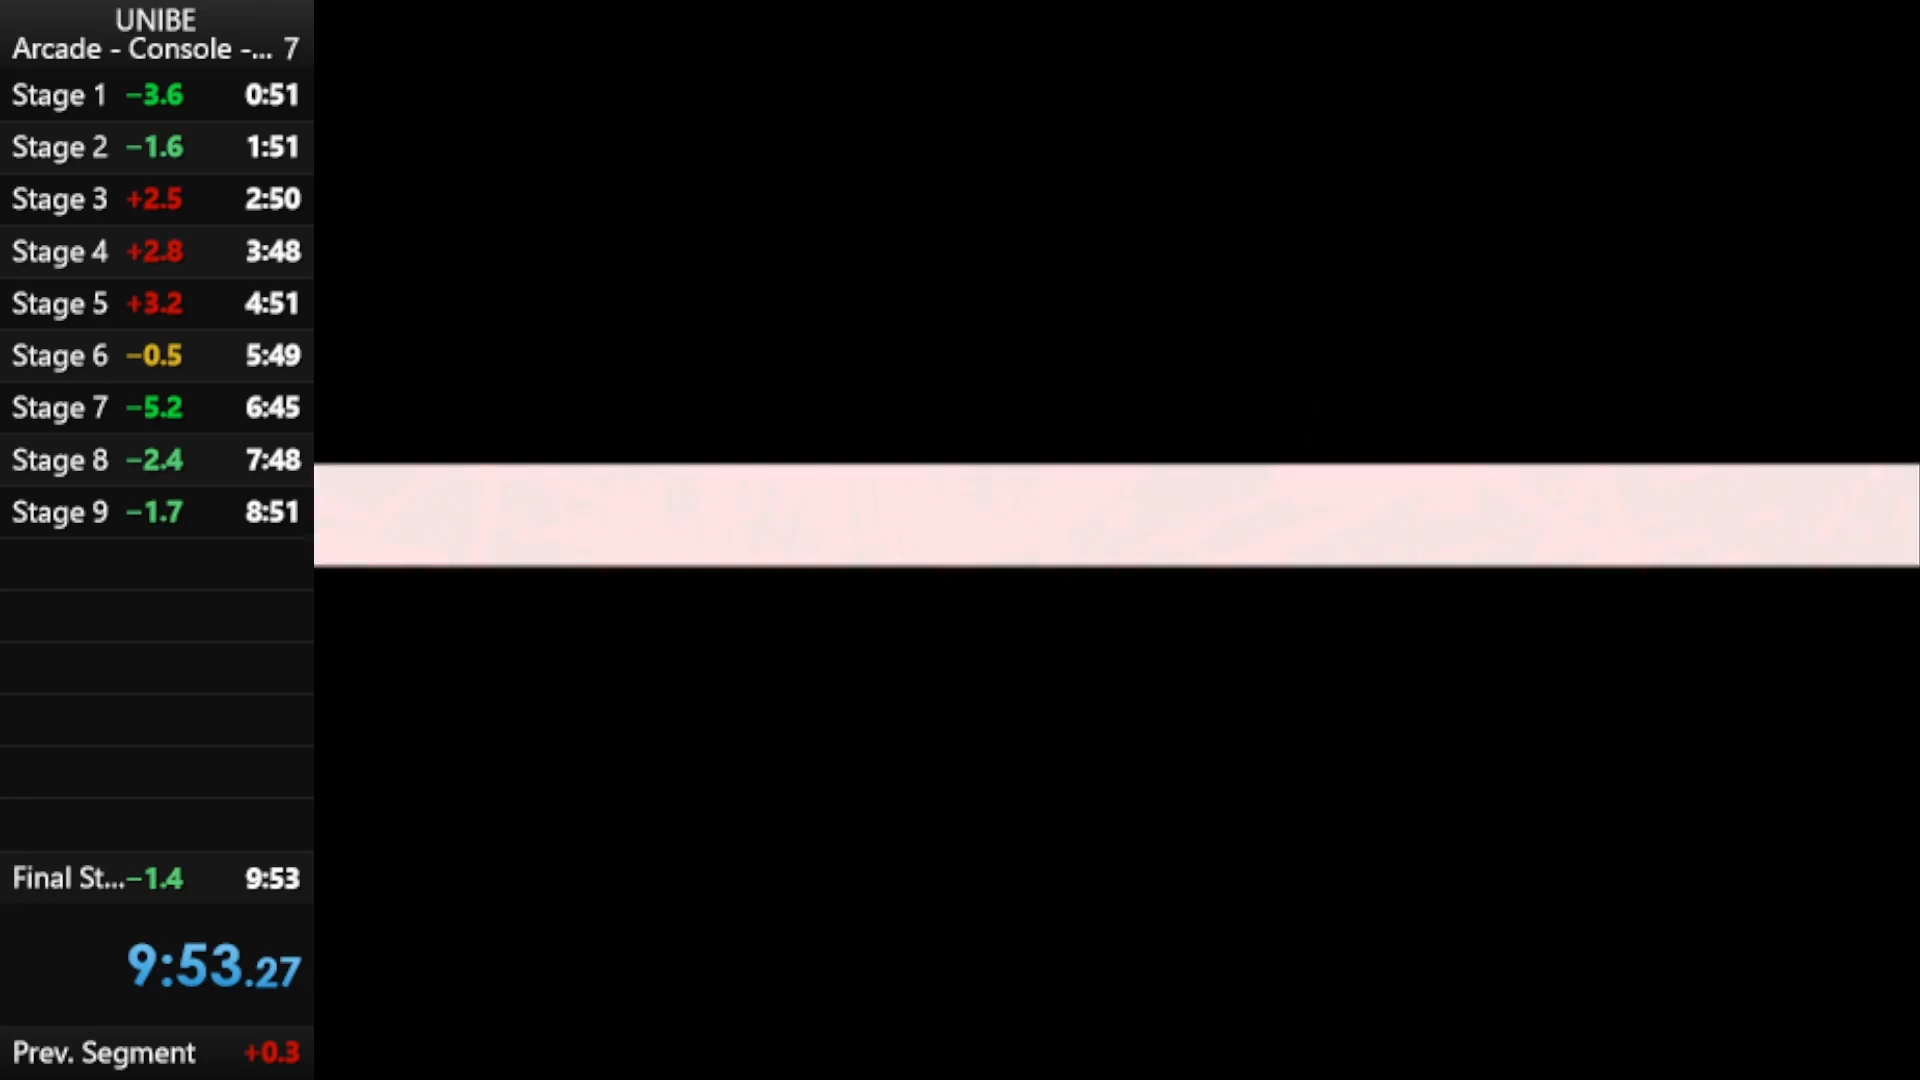 UNIBE
Arcade - Console -... 7
Stage 1 −3.6 0:51
Stage 2 −1.6 1:51
Stage 3 +2.5 2:50
Stage 4 +2.8 3:48
Stage 5 +3.2 4:51
Stage 6 −0.5 5:49
Stage 7 −5.2 6:45
Stage 8 −2.4 7:48
Stage 9 −1.7 8:51
Final St... −1.4 9:53
9:53.27
Prev. Segment +0.3